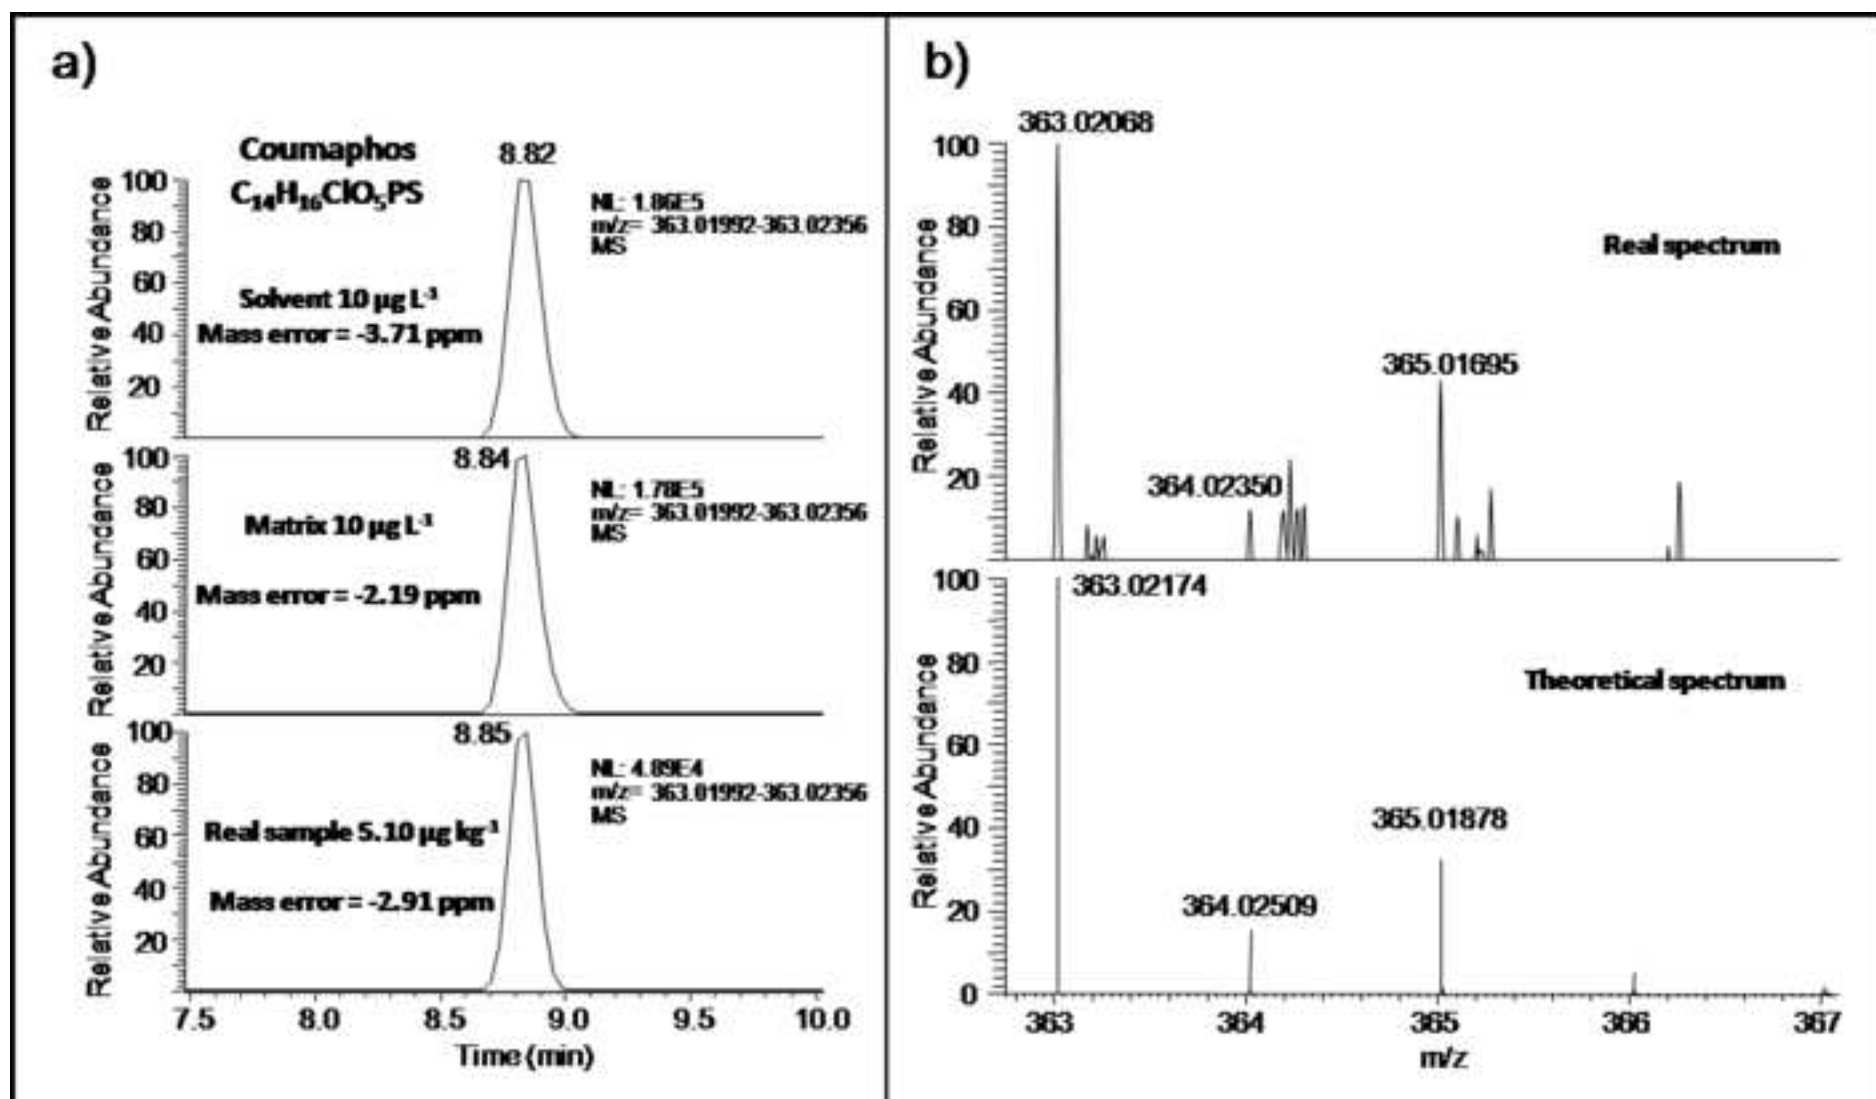 a)
Coumaphos
C₁₄H₁₆ClO₅PS
8.82
NL: 1.86E5
m/z= 363.01992-363.02356
MS
Solvent 10 µg L⁻¹
Mass error = -3.71 ppm
Relative Abundance
100
80
60
40
20
8.84
NL: 1.78E5
m/z= 363.01992-363.02356
MS
Matrix 10 µg L⁻¹
Mass error = -2.19 ppm
Relative Abundance
100
80
60
40
20
8.85
NL: 4.89E4
m/z= 363.01992-363.02356
MS
Real sample 5.10 µg kg⁻¹
Mass error = -2.91 ppm
Relative Abundance
100
80
60
40
20
7.5 8.0 8.5 9.0 9.5 10.0
Time (min)
b)
363.02068
Real spectrum
365.01695
364.02350
Relative Abundance
100
80
60
40
20
363.02174
Theoretical spectrum
365.01878
364.02509
Relative Abundance
100
80
60
40
20
0
363 364 365 366 367
m/z